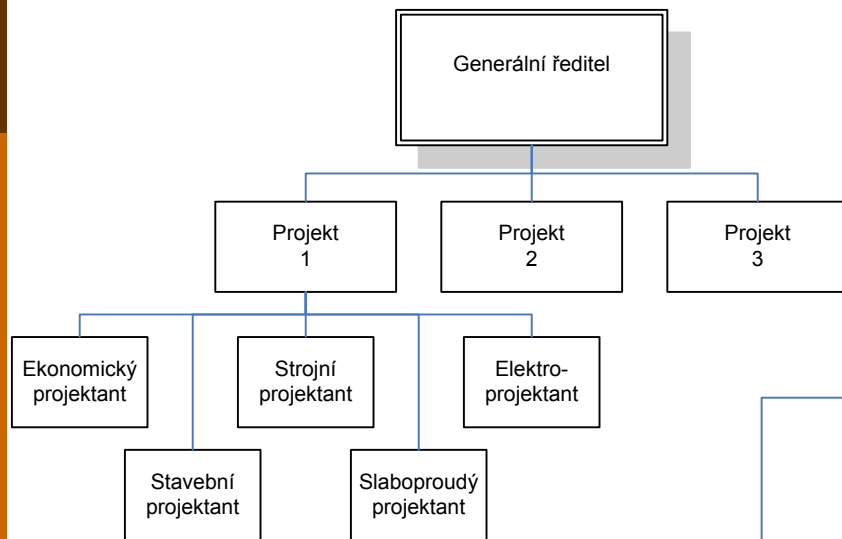 Generální ředitel
Projekt
1
Projekt
2
Projekt
3
Ekonomický
projektant
Strojní
projektant
Elektro-
projektant
Stavební
projektant
Slaboproudý
projektant